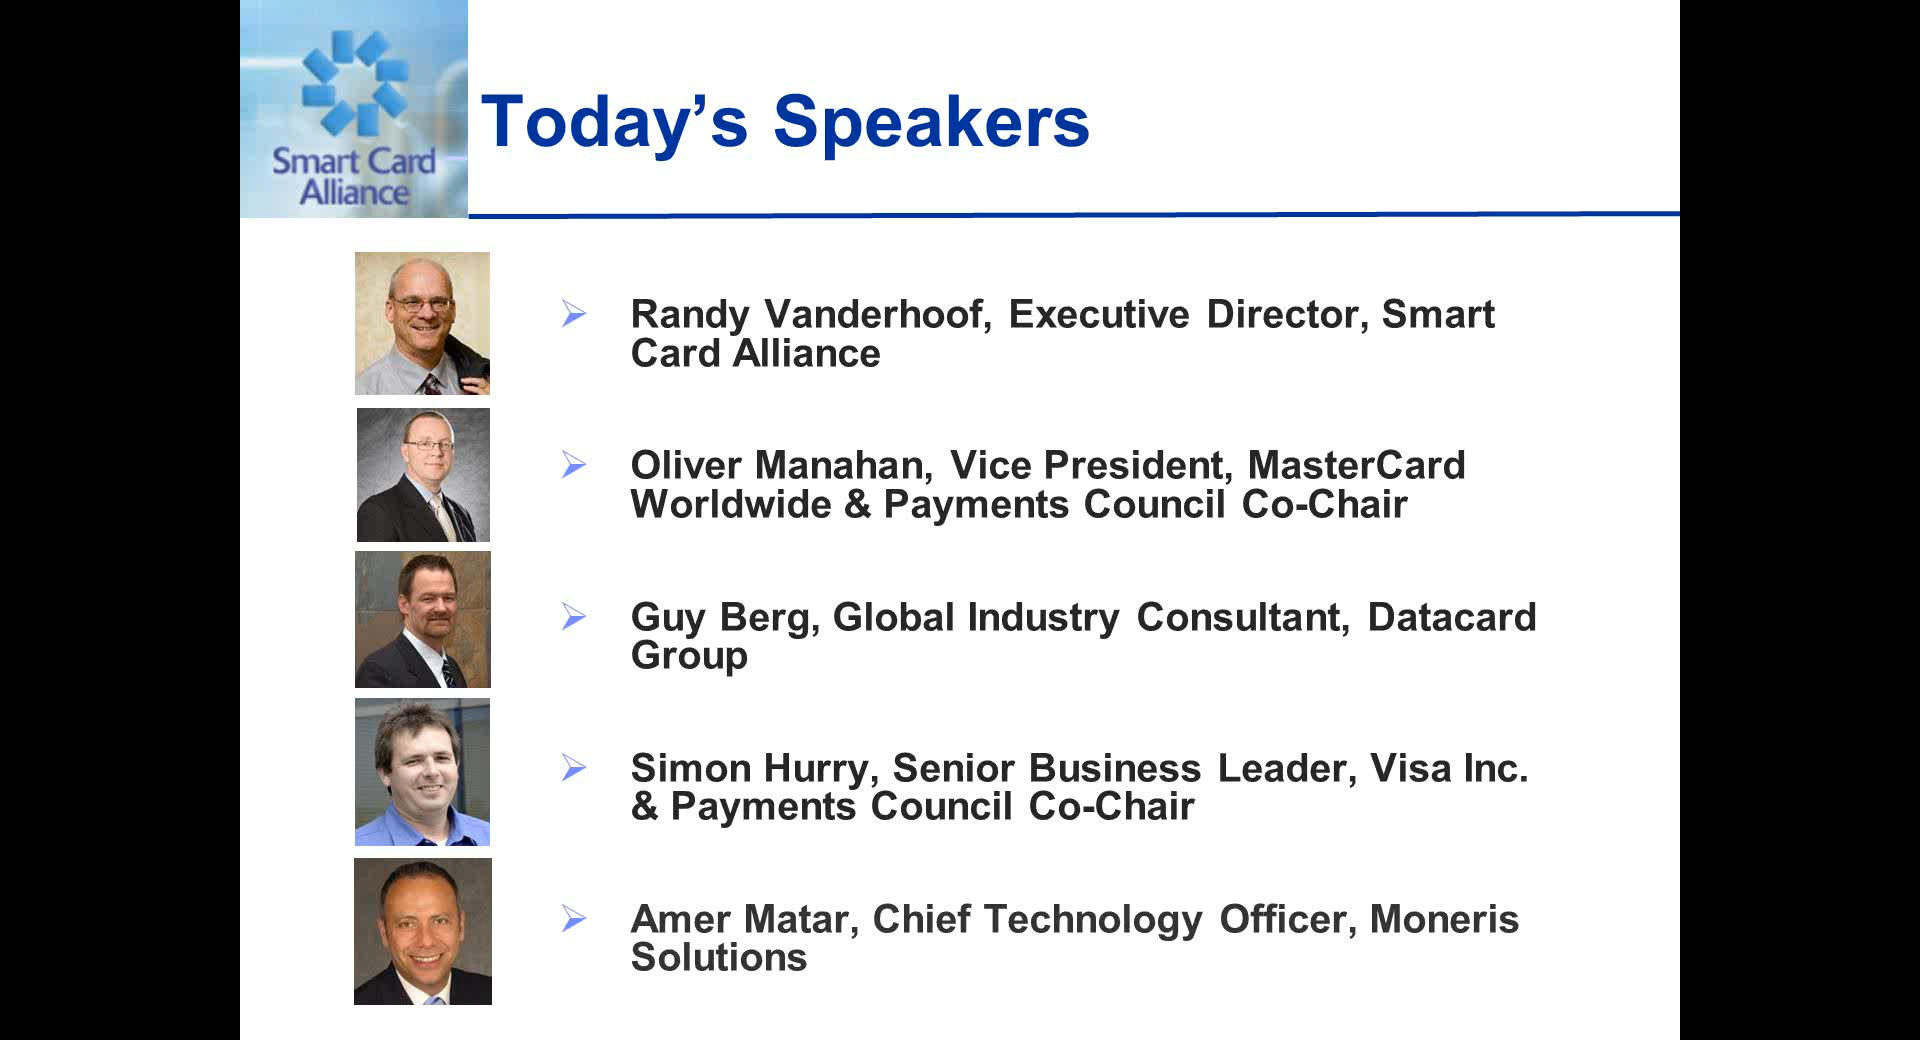 Smart Card
Alliance
Today’s Speakers
Randy Vanderhoof, Executive Director, Smart
Card Alliance
Oliver Manahan, Vice President, MasterCard
Worldwide & Payments Council Co-Chair
Guy Berg, Global Industry Consultant, Datacard
Group
Simon Hurry, Senior Business Leader, Visa Inc.
& Payments Council Co-Chair
Amer Matar, Chief Technology Officer, Moneris
Solutions